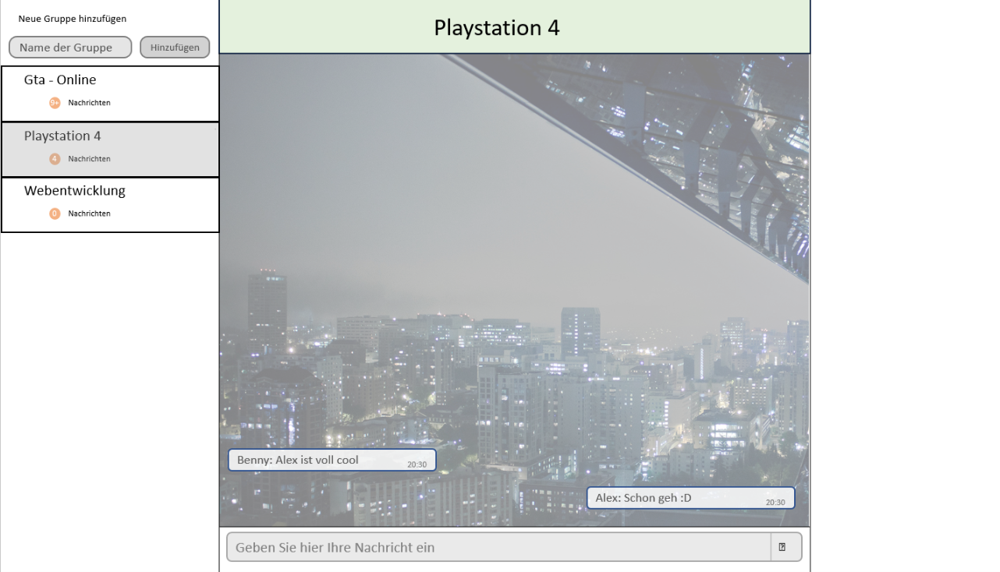 Neue Gruppe hinzufügen
Name der Gruppe
Hinzufügen
Gta - Online
9+ Nachrichten
Playstation 4
4 Nachrichten
Webentwicklung
0 Nachrichten
Playstation 4
Benny: Alex ist voll cool
20:30
Alex: Schon geh :D
20:30
Geben Sie hier Ihre Nachricht ein